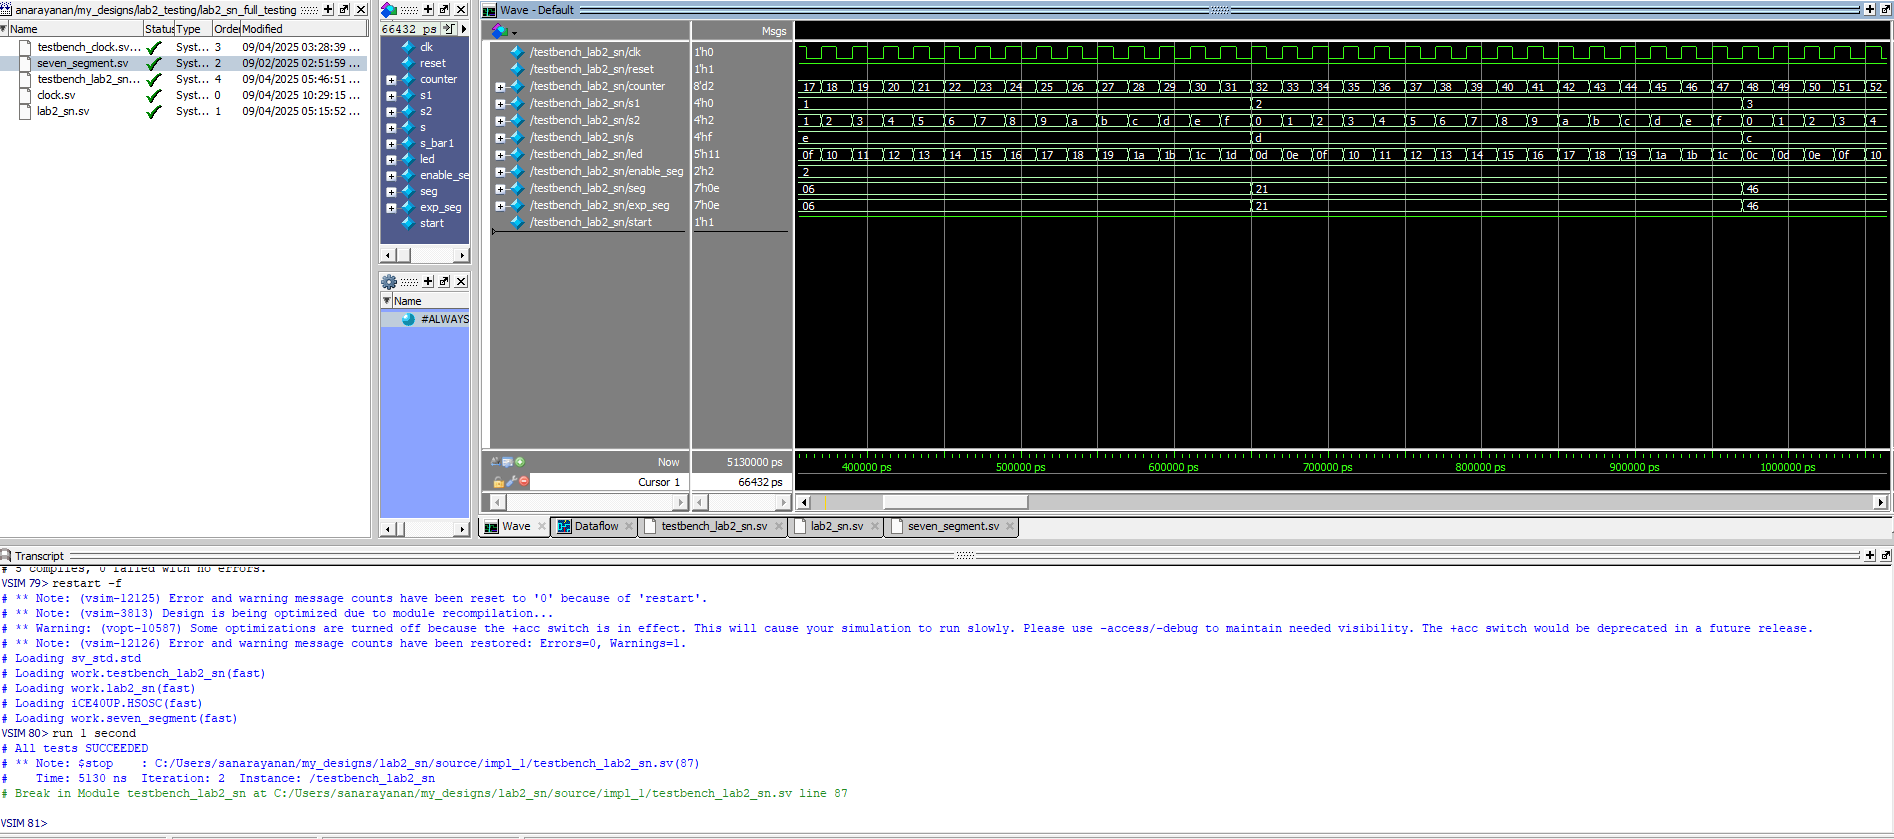 anarayanan/my_designs/lab2_testing/lab2_sn_full_testing
Name Status Type Order Modified
testbench_clock.sv... Syst... 3 09/04/2025 03:28:39 ...
seven_segment.sv Syst... 2 09/02/2025 02:51:59 ...
testbench_lab2_sn... Syst... 4 09/04/2025 05:46:51 ...
clock.sv Syst... 0 09/04/2025 10:29:15 ...
lab2_sn.sv Syst... 1 09/04/2025 05:15:52 ...
66432 ps
clk
reset
counter
s1
s2
s
s_bar1
led
enable_se
seg
exp_seg
start
Name
#ALWAYS
Wave - Default
Msgs
/testbench_lab2_sn/clk 1'h0
/testbench_lab2_sn/reset 1'h1
/testbench_lab2_sn/counter 8'd2 17 18 19 20 21 22 23 24 25 26 27 28 29 30 31 32 33 34 35 36 37 38 39 40 41 42 43 44 45 46 47 48 49 50 51 52
/testbench_lab2_sn/s1 4'h0 1 2 3
/testbench_lab2_sn/s2 4'h2 1 2 3 4 5 6 7 8 9 a b c d e f 0 1 2 3 4 5 6 7 8 9 a b c d e f 0 1 2 3 4
/testbench_lab2_sn/s 4'hf e d c
/testbench_lab2_sn/led 5'h11 0f 10 11 12 13 14 15 16 17 18 19 1a 1b 1c 1d 0d 0e 0f 10 11 12 13 14 15 16 17 18 19 1a 1b 1c 0c 0d 0e 0f 10
/testbench_lab2_sn/enable_seg 2'h2 2
/testbench_lab2_sn/seg 7'h0e 06 21 46
/testbench_lab2_sn/exp_seg 7'h0e 06 21 46
/testbench_lab2_sn/start 1'h1
Now 5130000 ps 400000 ps 500000 ps 600000 ps 700000 ps 800000 ps 900000 ps 1000000 ps
Cursor 1 66432 ps
Wave Dataflow testbench_lab2_sn.sv lab2_sn.sv seven_segment.sv
Transcript
# 5 compiles, 0 failed with no errors.
VSIM 79> restart -f
# ** Note: (vsim-12125) Error and warning message counts have been reset to '0' because of 'restart'.
# ** Note: (vsim-3813) Design is being optimized due to module recompilation...
# ** Warning: (vopt-10587) Some optimizations are turned off because the +acc switch is in effect. This will cause your simulation to run slowly. Please use -access/-debug to maintain needed visibility. The +acc switch would be deprecated in a future release.
# ** Note: (vsim-12126) Error and warning message counts have been restored: Errors=0, Warnings=1.
# Loading sv_std.std
# Loading work.testbench_lab2_sn(fast)
# Loading work.lab2_sn(fast)
# Loading iCE40UP.HSOSC(fast)
# Loading work.seven_segment(fast)
VSIM 80> run 1 second
# All tests SUCCEEDED
# ** Note: $stop    : C:/Users/sanarayanan/my_designs/lab2_sn/source/impl_1/testbench_lab2_sn.sv(87)
#    Time: 5130 ns  Iteration: 2  Instance: /testbench_lab2_sn
# Break in Module testbench_lab2_sn at C:/Users/sanarayanan/my_designs/lab2_sn/source/impl_1/testbench_lab2_sn.sv line 87
VSIM 81>